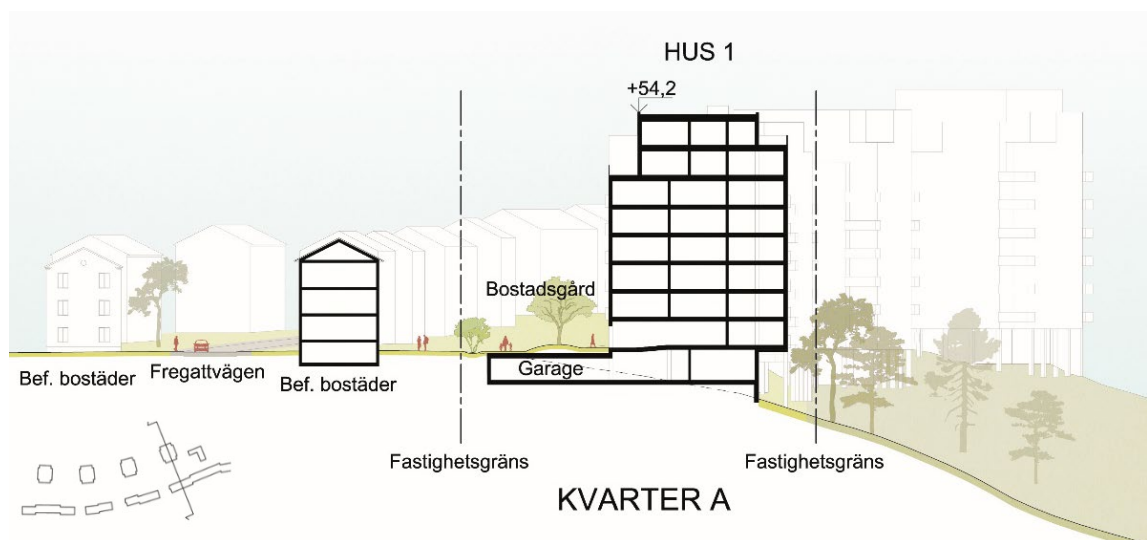 HUS 1
+54,2
Bostadsgård
Bef. bostäder
Fregattvägen
Bef. bostäder
Garage
Fastighetsgräns
Fastighetsgräns
KVARTER A